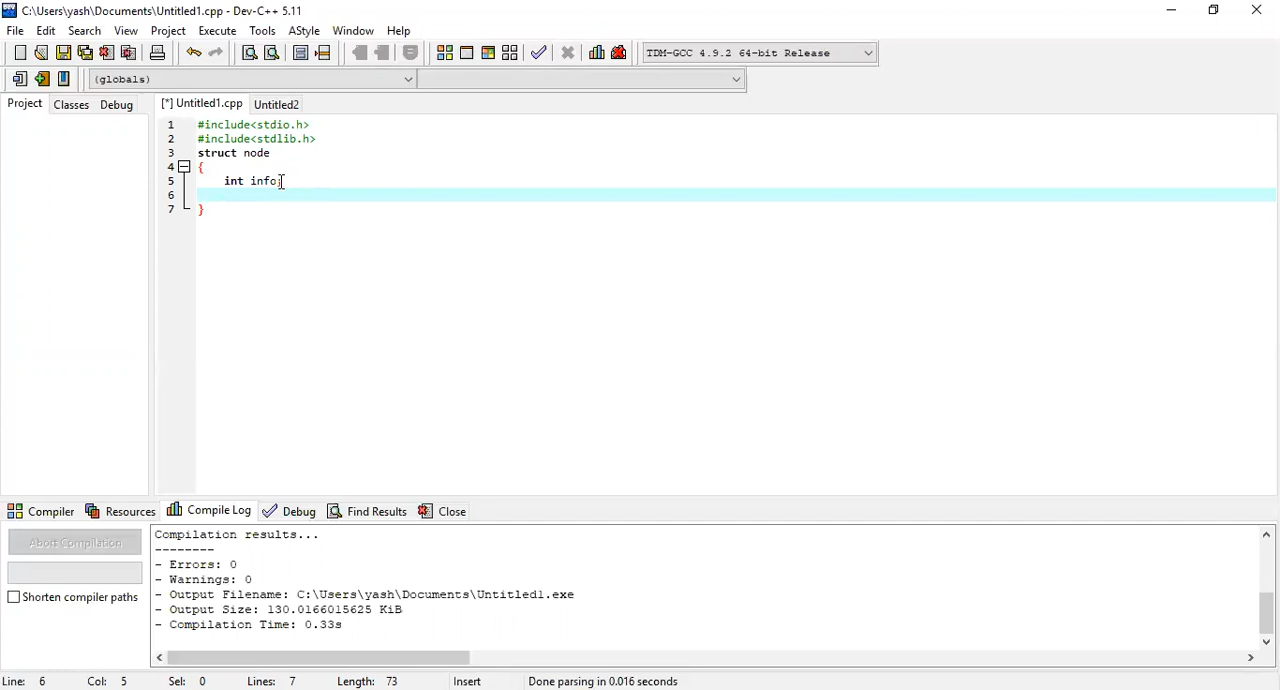 C:\Users\yash\Documents\Untitled1.cpp - Dev-C++ 5.11
File Edit Search View Project Execute Tools AStyle Window Help
TDM-GCC 4.9.2 64-bit Release
(globals)
Project Classes Debug [*] Untitled1.cpp Untitled2
1 #include<stdio.h>
2 #include<stdlib.h>
3 struct node
4 {
5 int info;
6
7 }
Compiler Resources Compile Log Debug Find Results Close
Abort Compilation
Shorten compiler paths
Compilation results...
--------
- Errors: 0
- Warnings: 0
- Output Filename: C:\Users\yash\Documents\Untitled1.exe
- Output Size: 130.0166015625 KiB
- Compilation Time: 0.33s
Line: 6 Col: 5 Sel: 0 Lines: 7 Length: 73 Insert Done parsing in 0.016 seconds